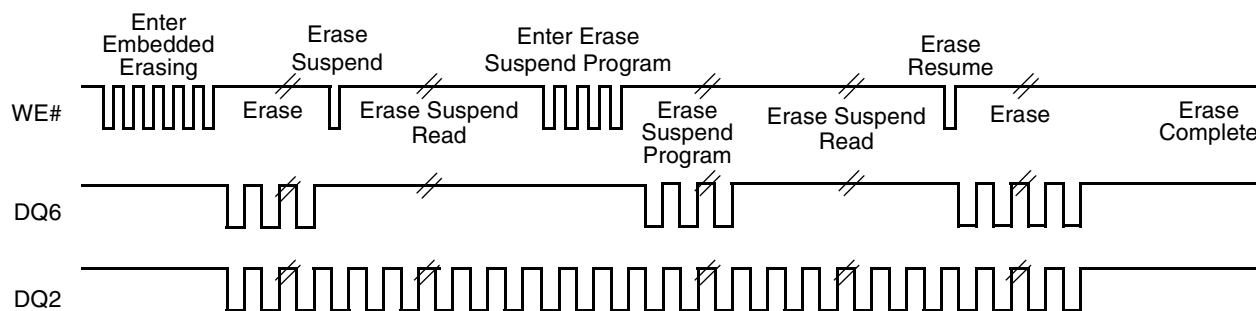 Enter
Embedded
Erasing
Erase
Suspend
Enter Erase
Suspend Program
Erase
Resume
WE#
Erase
Erase Suspend
Read
Erase
Suspend
Program
Erase Suspend
Read
Erase
Erase
Complete
DQ6
DQ2